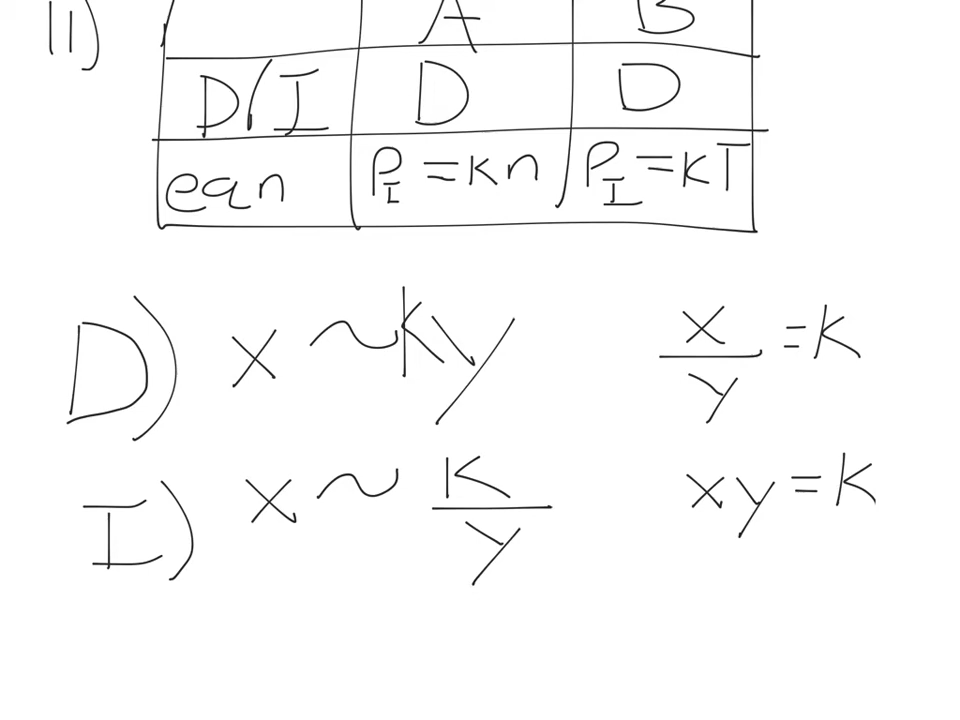 11) A B
D/I D D
eqn P_I = kn P_I = kT
D) x ~ ky x/y = k
I) x ~ k/y xy = k